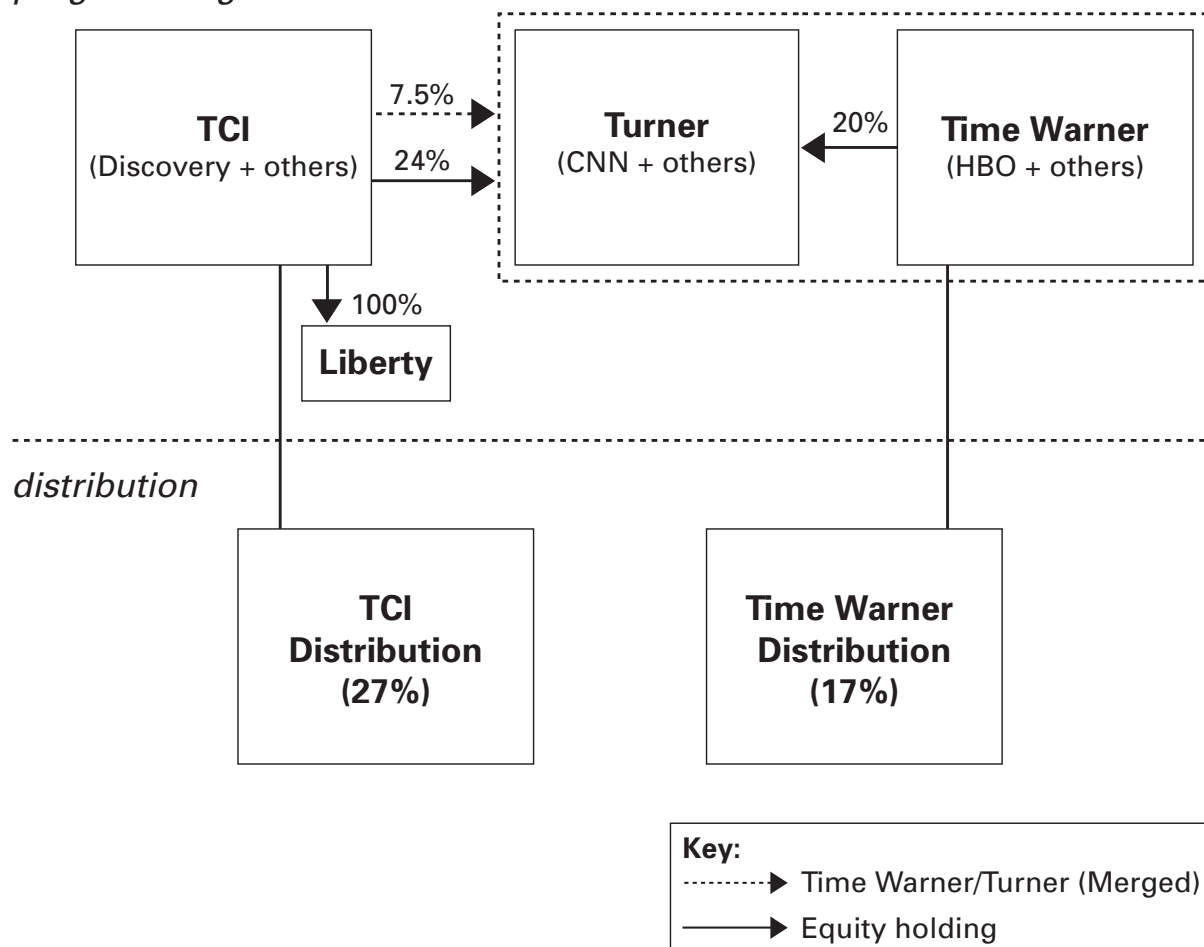 7.5%
24%
20%
TCI
(Discovery + others)
Turner
(CNN + others)
Time Warner
(HBO + others)
100%
Liberty
distribution
TCI
Distribution
(27%)
Time Warner
Distribution
(17%)
Key:
Time Warner/Turner (Merged)
Equity holding